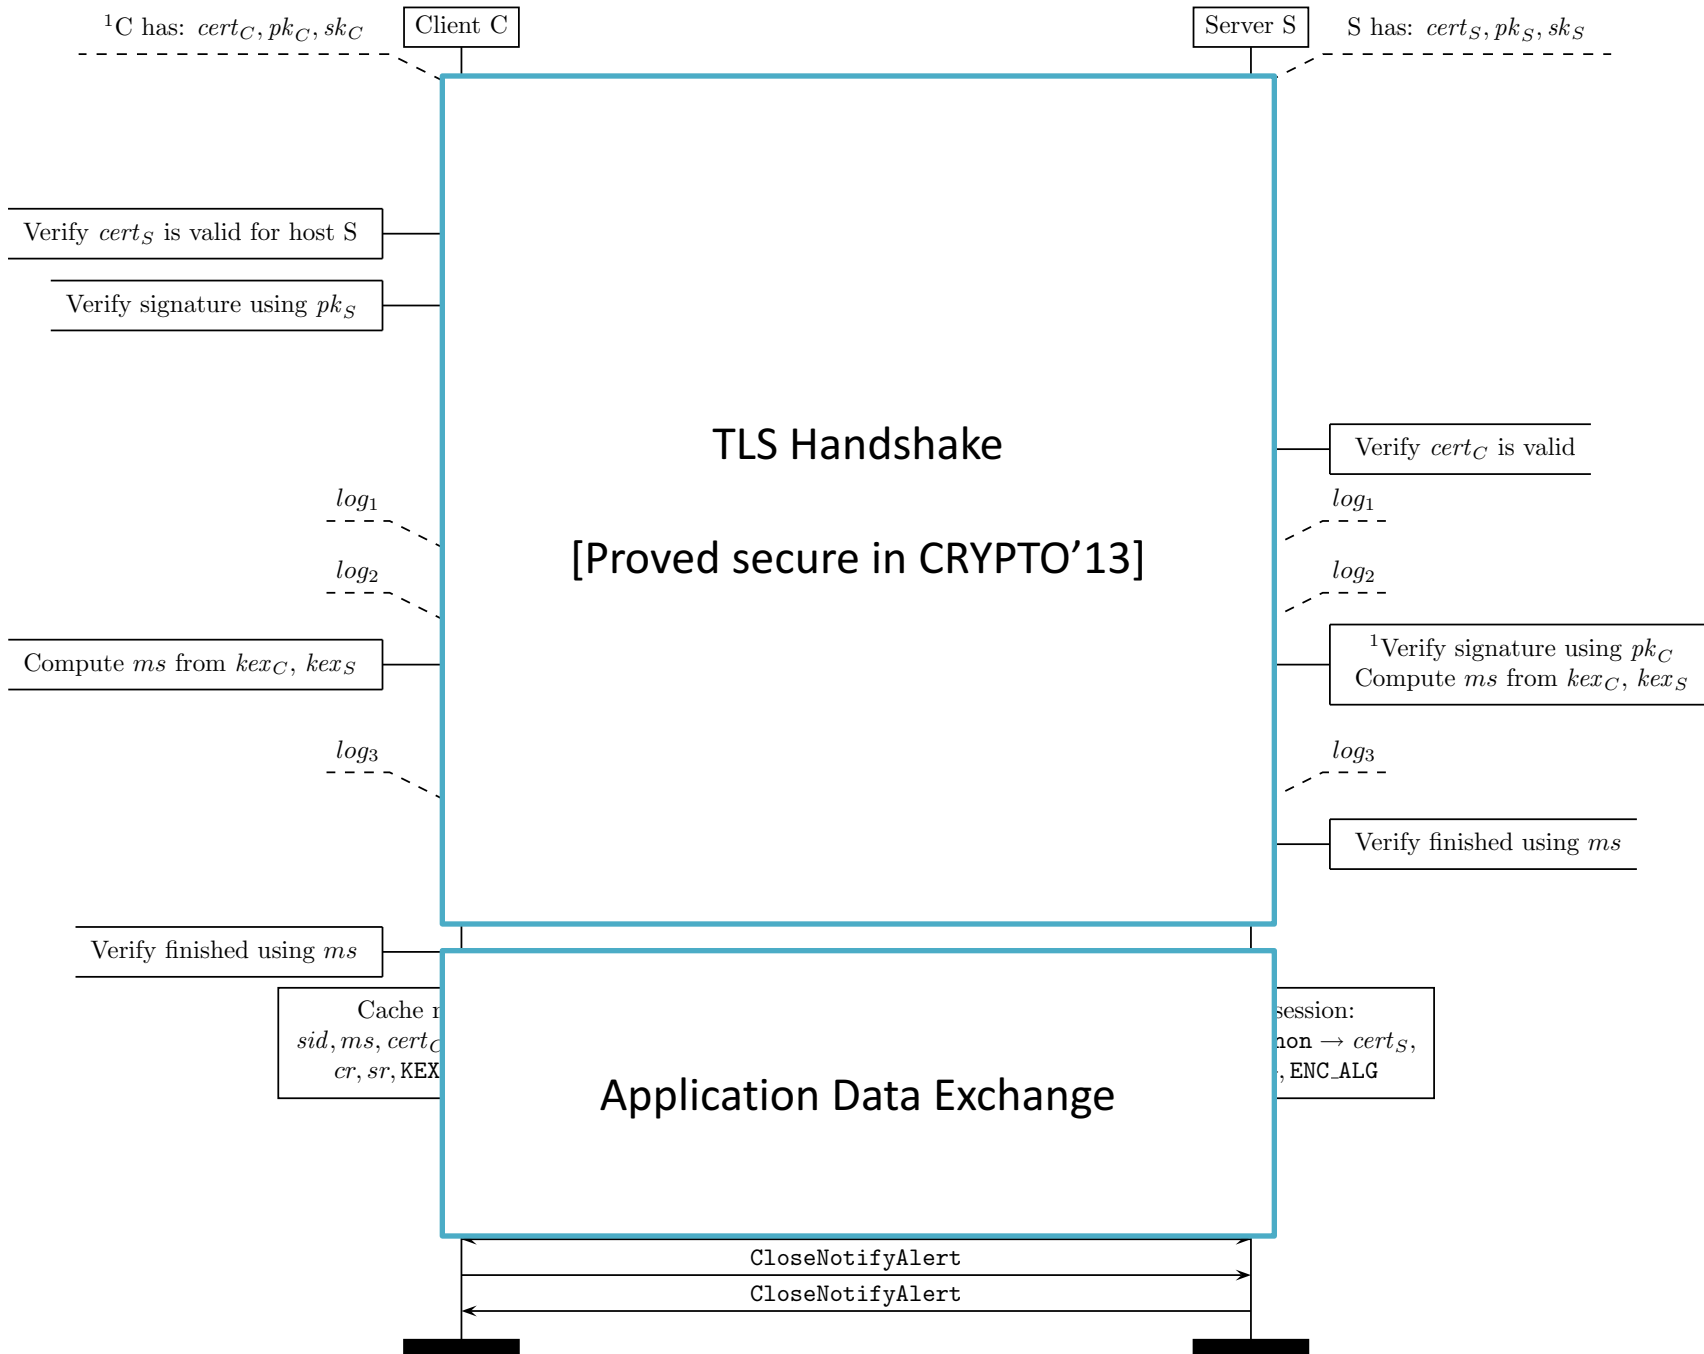 ¹C has: cert_C, pk_C, sk_C
Client C
Server S
S has: cert_S, pk_S, sk_S
Verify cert_S is valid for host S
Verify signature using pk_S
TLS Handshake
Verify cert_C is valid
log₁
log₁
[Proved secure in CRYPTO'13]
log₂
log₂
Compute ms from kex_C, kex_S
¹Verify signature using pk_C
Compute ms from kex_C, kex_S
log₃
log₃
Verify finished using ms
Verify finished using ms
Cache
session:
sid, ms, cert_C
→ cert_S,
cr, sr, KEX
, ENC_ALG
Application Data Exchange
CloseNotifyAlert
CloseNotifyAlert